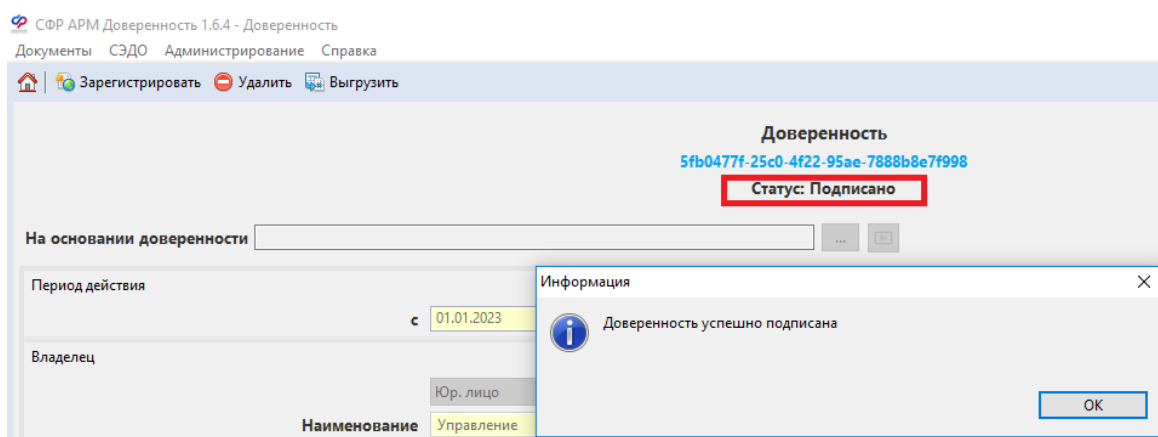 СФР АРМ Доверенность 1.6.4 - Доверенность
Документы СЭДО Администрирование Справка
Зарегистрировать Удалить Выгрузить
Доверенность
5fb0477f-25c0-4f22-95ae-7888b8e7f998
Статус: Подписано
На основании доверенности ...
Период действия
с 01.01.2023
Владелец
Юр. лицо
Наименование Управление
Информация
Доверенность успешно подписана
ОК